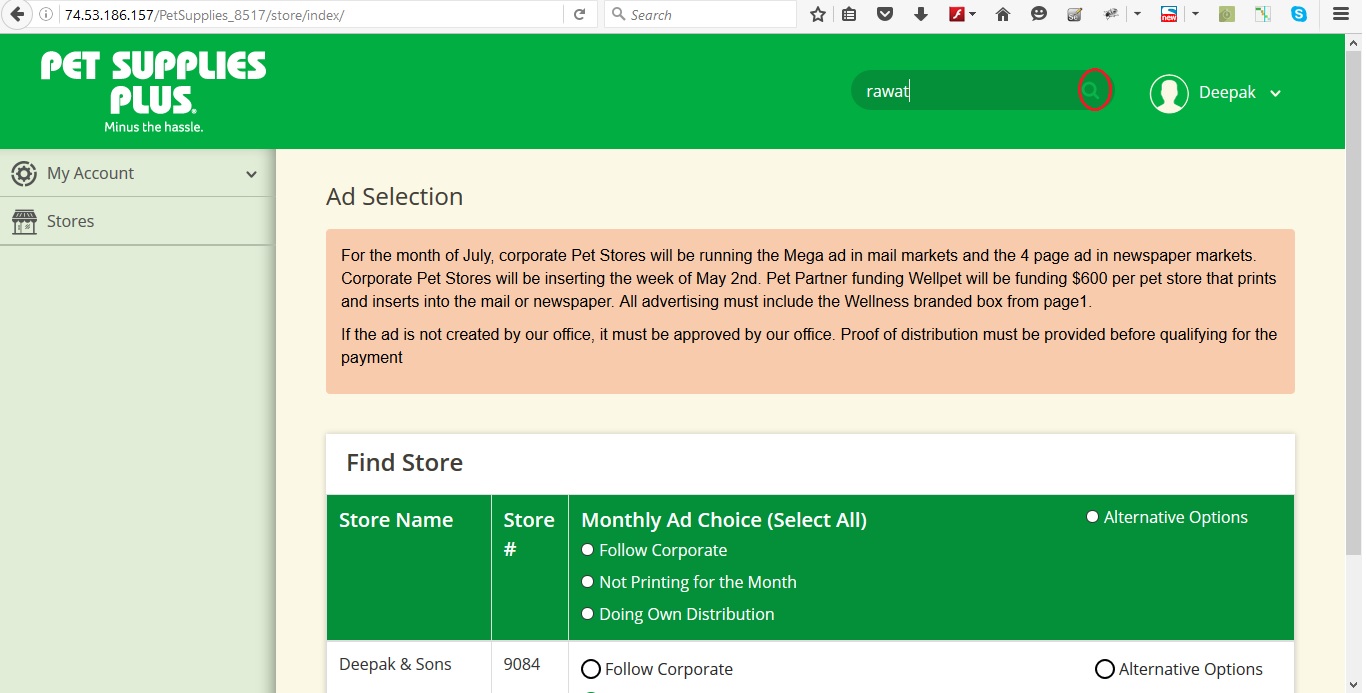 74.53.186.157/PetSupplies_8517/store/index/
Search
new
PET SUPPLIES
PLUS.
Minus the hassle.
rawat
Deepak
My Account
Stores
Ad Selection
For the month of July, corporate Pet Stores will be running the Mega ad in mail markets and the 4 page ad in newspaper markets.
Corporate Pet Stores will be inserting the week of May 2nd. Pet Partner funding Wellpet will be funding $600 per pet store that prints
and inserts into the mail or newspaper. All advertising must include the Wellness branded box from page1.
If the ad is not created by our office, it must be approved by our office. Proof of distribution must be provided before qualifying for the
payment
Find Store
Store Name
Store
#
Monthly Ad Choice (Select All)
Alternative Options
Follow Corporate
Not Printing for the Month
Doing Own Distribution
Deepak & Sons
9084
Follow Corporate
Alternative Options